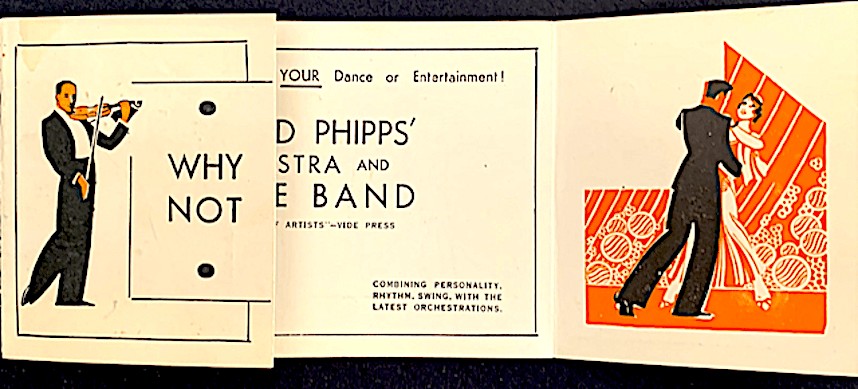 WHY
NOT
YOUR Dance or Entertainment!
D PHIPPS'
STRA AND
E BAND
ARTISTS"—VIDE PRESS
COMBINING PERSONALITY,
RHYTHM, SWING, WITH THE
LATEST ORCHESTRATIONS.